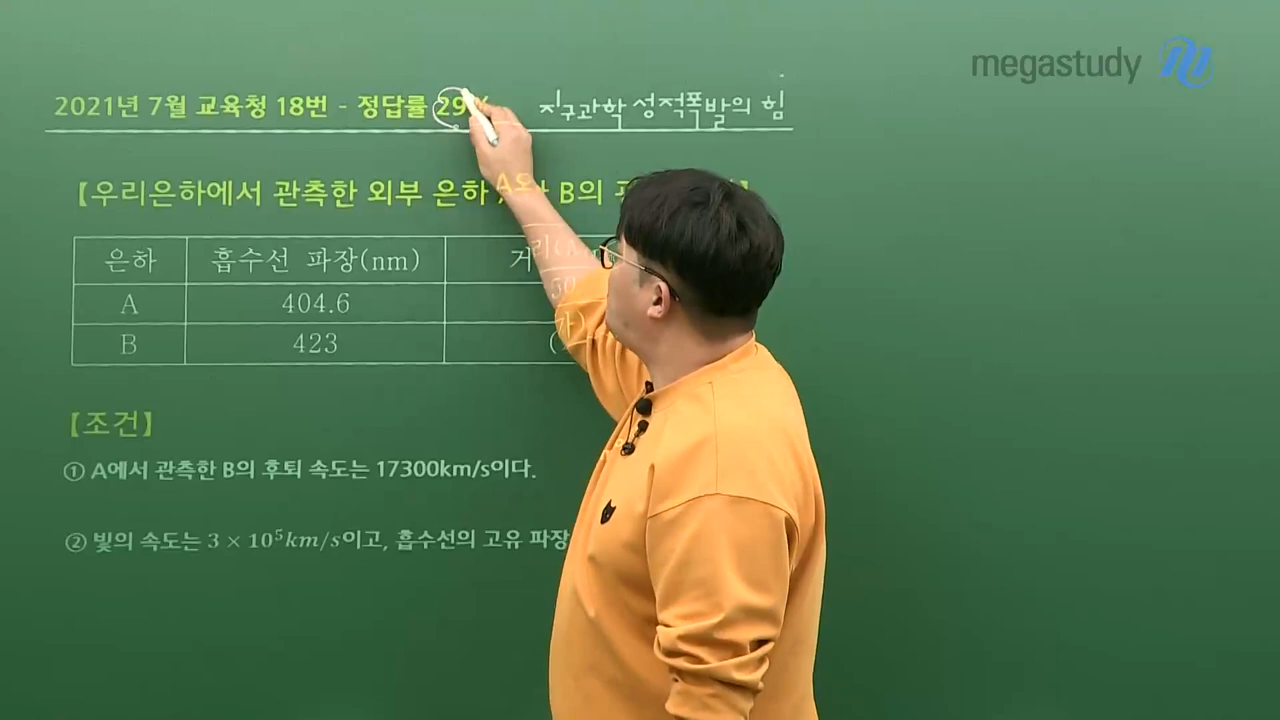 megastudy
2021년 7월 교육청 18번 - 정답률 29% 지구과학 성적폭발의 힘
【우리은하에서 관측한 외부 은하 A와 B의
은하 흡수선 파장(nm) 거리(
A 404.6 50
B 423 (가)
【조건】
① A에서 관측한 B의 후퇴 속도는 17300km/s이다.
② 빛의 속도는 3 × 10⁵km/s이고, 흡수선의 고유 파장